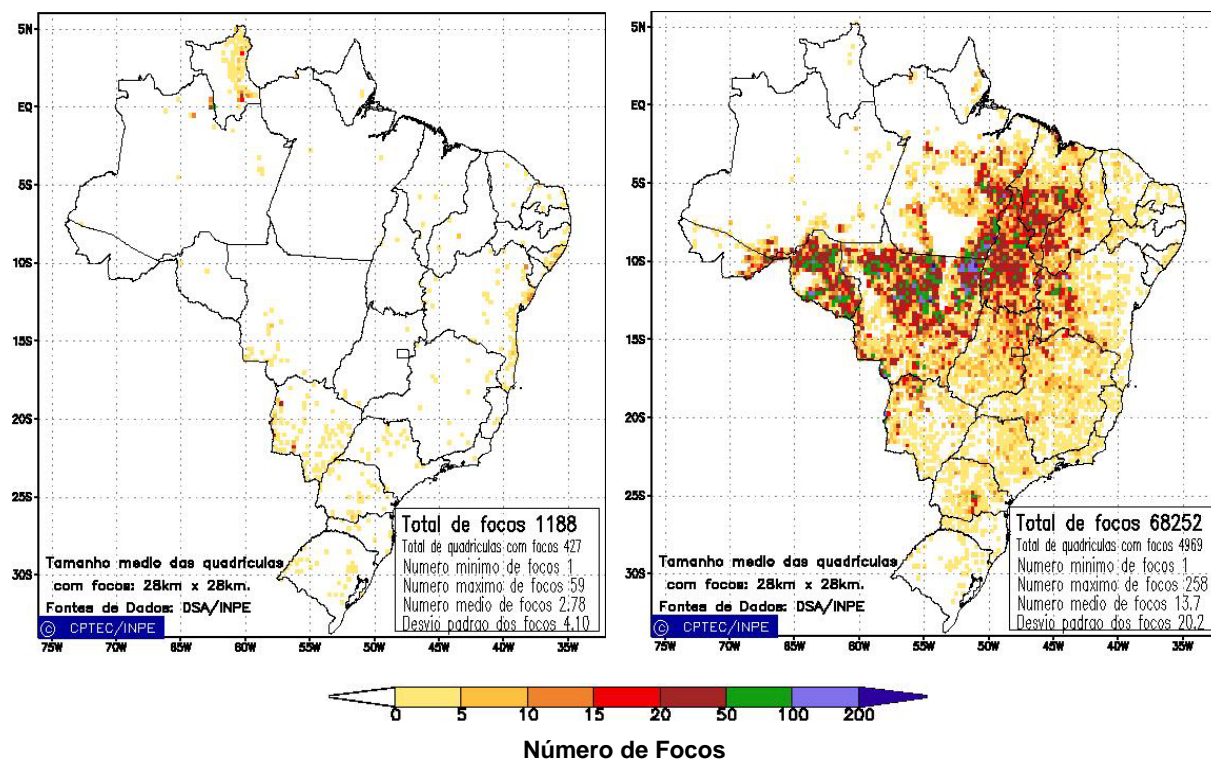 5N
EQ
5S
10S
15S
20S
25S
30S
75W 70W 65W 60W 55W 50W 45W 40W 35W
Total de focos 1188
Total de quadriculas com focos 427
Numero minimo de focos 1
Numero maximo de focos 59
Numero medio de focos 2.78
Desvio padrao dos focos 4.10
Tamanho medio das quadriculas
com focos: 28km x 28km.
Fontes de Dados: DSA/INPE
© CPTEC/INPE
5N
EQ
5S
10S
15S
20S
25S
30S
75W 70W 65W 60W 55W 50W 45W 40W 35W
Total de focos 68252
Total de quadriculas com focos 4969
Numero minimo de focos 1
Numero maximo de focos 258
Numero medio de focos 13.7
Desvio padrao dos focos 20.2
Tamanho medio das quadriculas
com focos: 28km x 28km.
Fontes de Dados: DSA/INPE
© CPTEC/INPE
0 5 10 15 20 50 100 200
Número de Focos